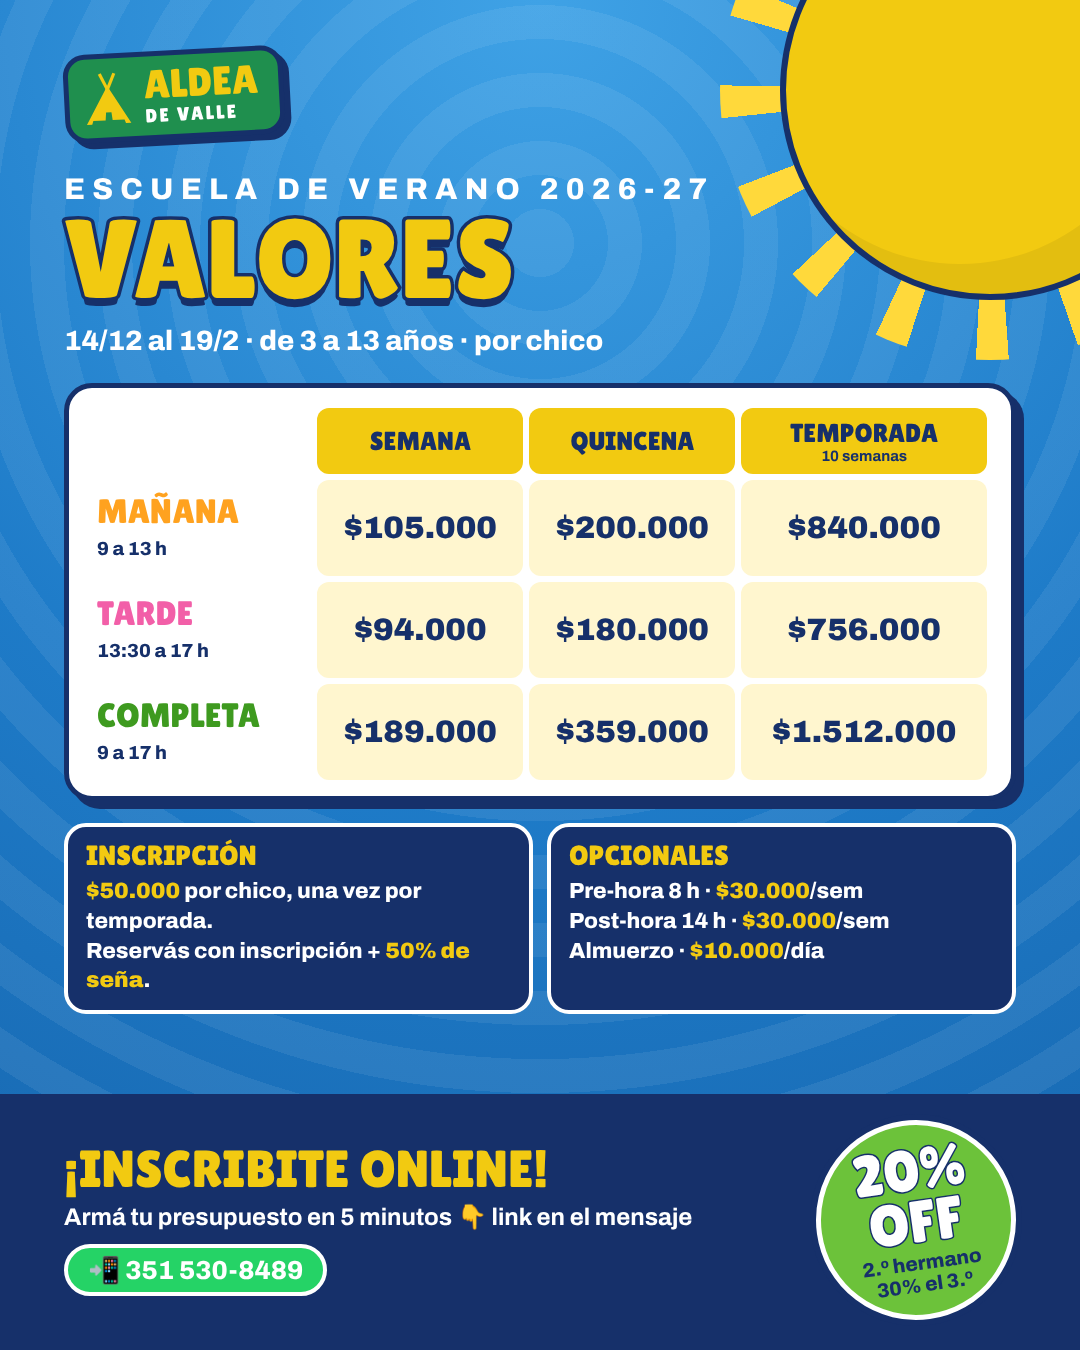 ALDEA
DE VALLE
ESCUELA DE VERANO 2026-27
VALORES
14/12 al 19/2 · de 3 a 13 años · por chico
SEMANA QUINCENA TEMPORADA
10 semanas
MAÑANA
9 a 13 h
$105.000 $200.000 $840.000
TARDE
13:30 a 17 h
$94.000 $180.000 $756.000
COMPLETA
9 a 17 h
$189.000 $359.000 $1.512.000
INSCRIPCIÓN
$50.000 por chico, una vez por
temporada.
Reservás con inscripción + 50% de
seña.
OPCIONALES
Pre-hora 8 h · $30.000/sem
Post-hora 14 h · $30.000/sem
Almuerzo · $10.000/día
¡INSCRIBITE ONLINE!
Armá tu presupuesto en 5 minutos 👇 link en el mensaje
📲 351 530-8489
20%
OFF
2.º hermano
30% el 3.º